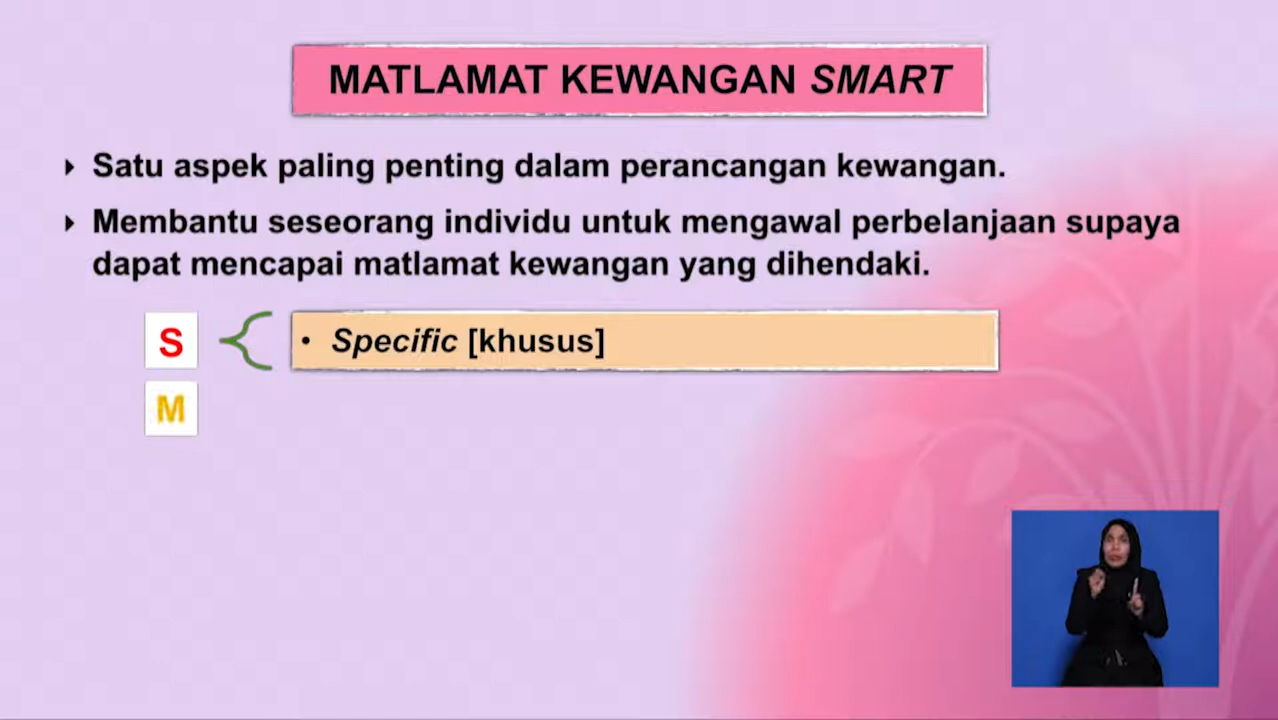 MATLAMAT KEWANGAN SMART
Satu aspek paling penting dalam perancangan kewangan.
Membantu seseorang individu untuk mengawal perbelanjaan supaya
dapat mencapai matlamat kewangan yang dihendaki.
S • Specific [khusus]
M